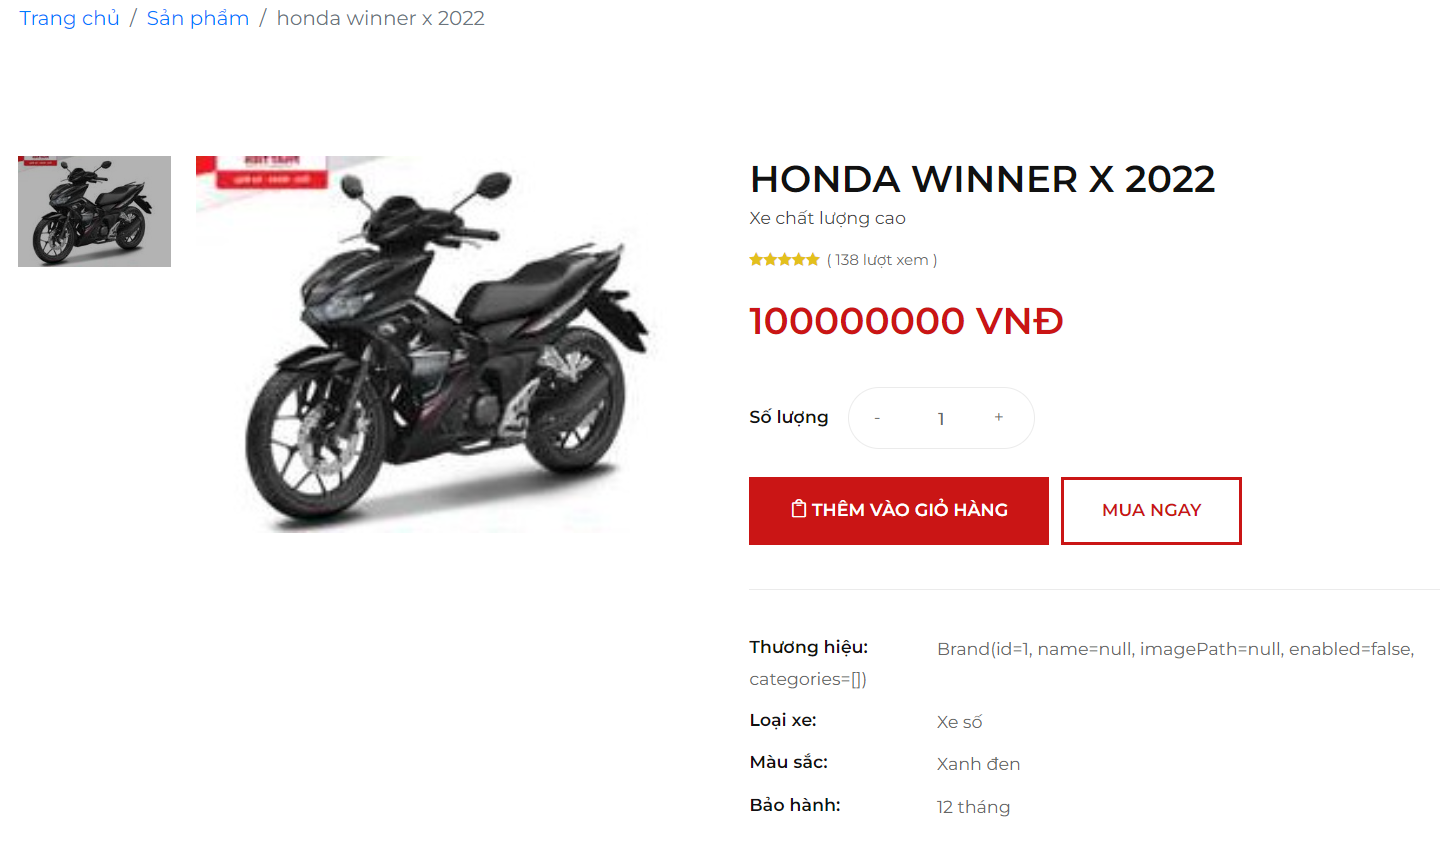 Trang chủ / Sản phẩm / honda winner x 2022
HONDA WINNER X 2022
Xe chất lượng cao
( 138 lượt xem )
100000000 VNĐ
Số lượng - 1 +
THÊM VÀO GIỎ HÀNG MUA NGAY
Thương hiệu: Brand(id=1, name=null, imagePath=null, enabled=false,
categories=[])
Loại xe: Xe số
Màu sắc: Xanh đen
Bảo hành: 12 tháng